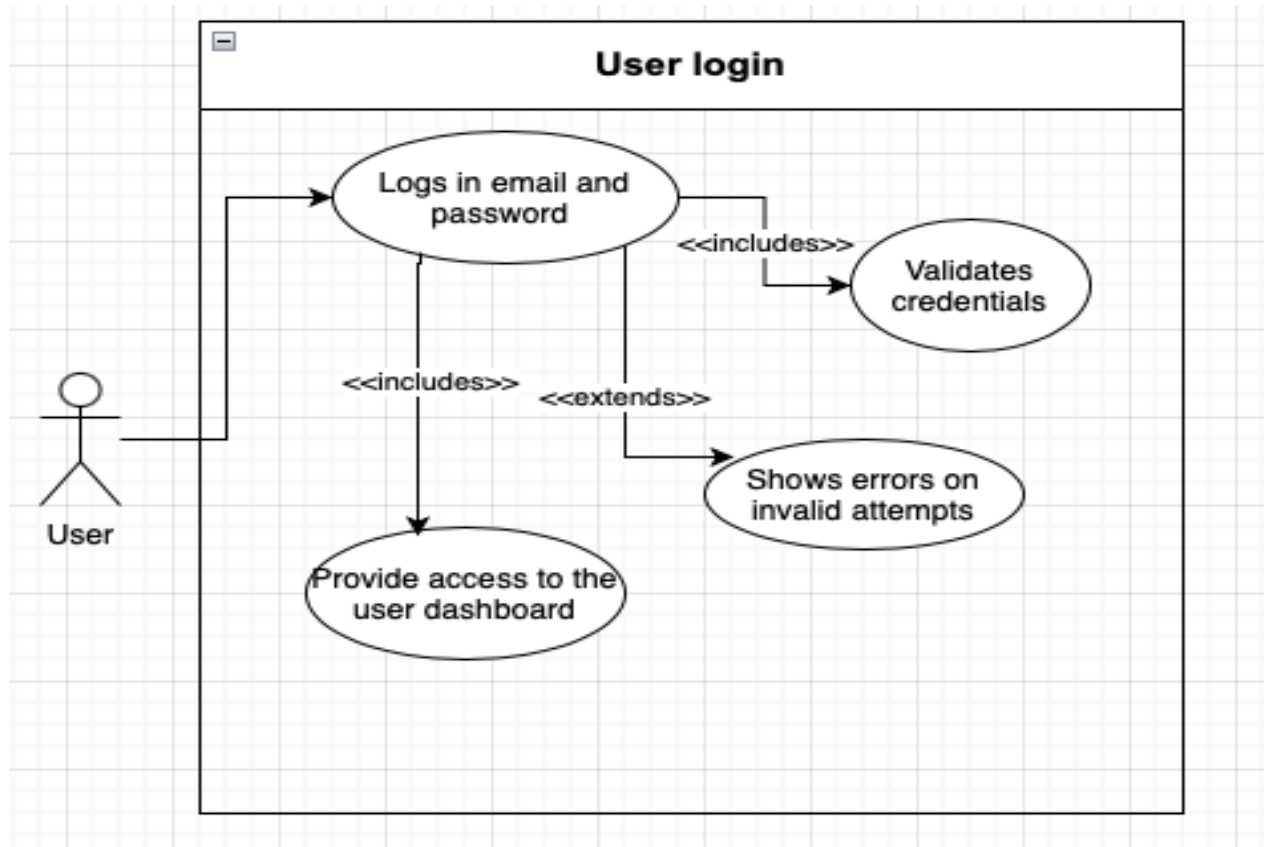 User login
Logs in email and
password
<<includes>>
Validates
credentials
<<includes>>
<<extends>>
Shows errors on
invalid attempts
User
Provide access to the
user dashboard